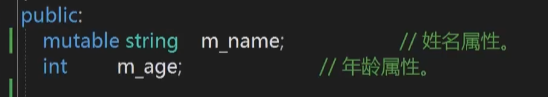 public:
mutable string m_name; // 姓名属性。
int m_age; // 年龄属性。